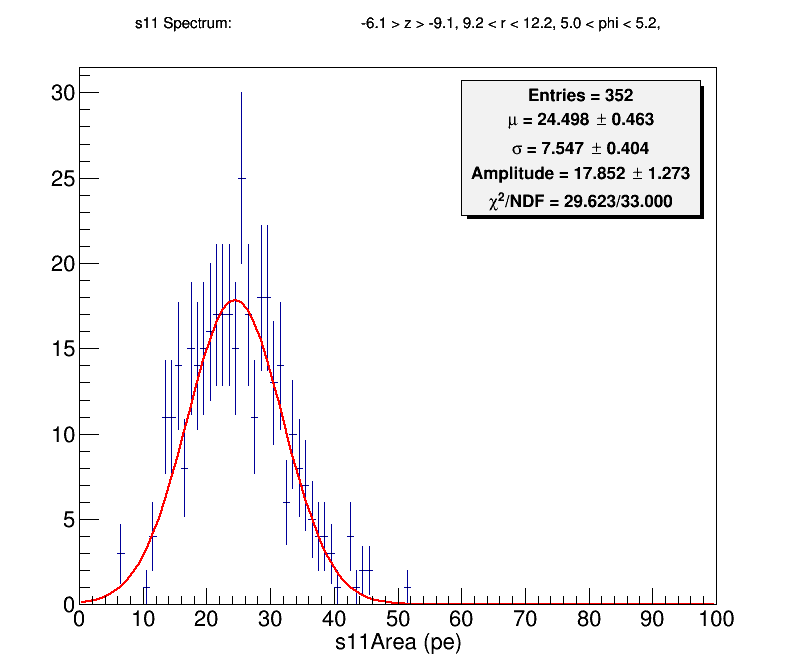 s11 Spectrum: -6.1 > z > -9.1, 9.2 < r < 12.2, 5.0 < phi < 5.2,
Entries = 352
μ = 24.498 ± 0.463
σ = 7.547 ± 0.404
Amplitude = 17.852 ± 1.273
χ²/NDF = 29.623/33.000
30
25
20
15
10
5
0
0 10 20 30 40 50 60 70 80 90 100
s11Area (pe)